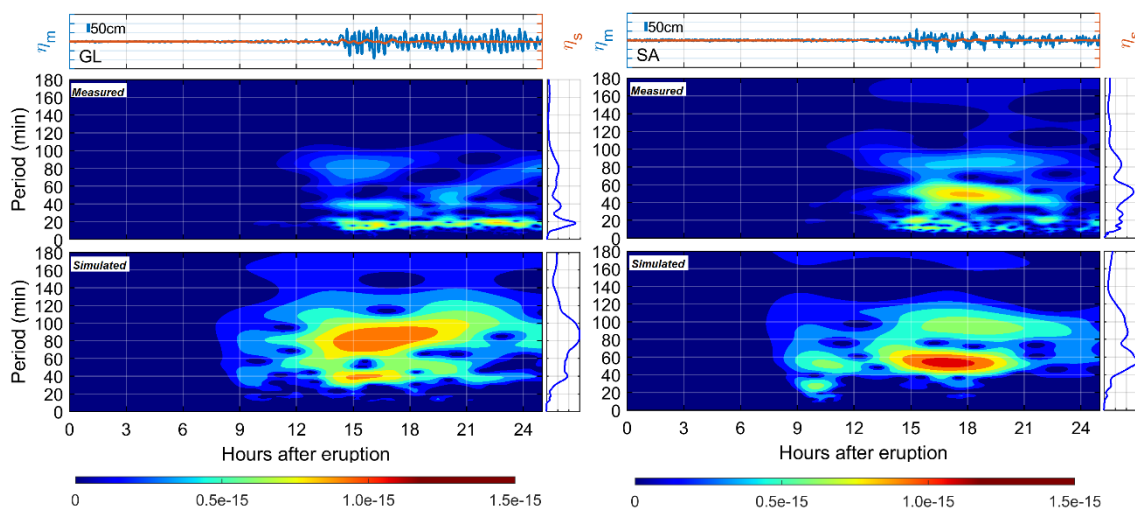 ηm
50cm
GL
ηs
Measured
180
160
140
120
100
80
60
40
20
0
Period (min)
Simulated
180
160
140
120
100
80
60
40
20
0
Period (min)
0 3 6 9 12 15 18 21 24
Hours after eruption
0 0.5e-15 1.0e-15 1.5e-15
ηm
50cm
SA
ηs
Measured
180
160
140
120
100
80
60
40
20
0
Simulated
180
160
140
120
100
80
60
40
20
0
0 3 6 9 12 15 18 21 24
Hours after eruption
0 0.5e-15 1.0e-15 1.5e-15